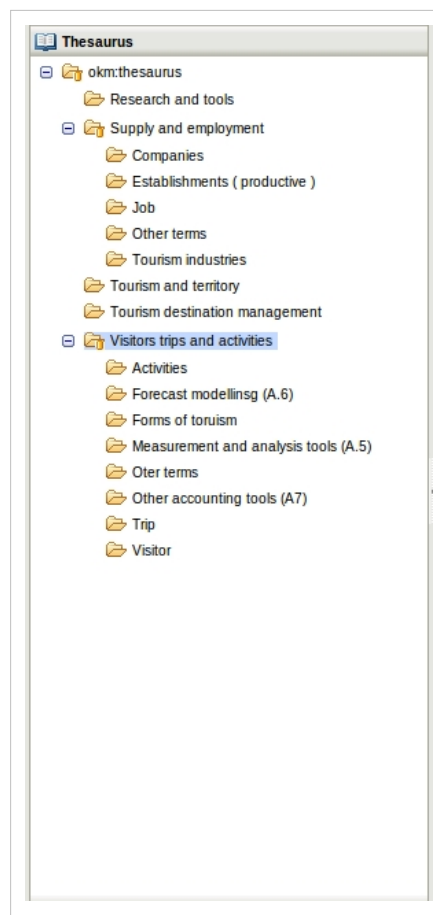 Thesaurus
okm:thesaurus
Research and tools
Supply and employment
Companies
Establishments ( productive )
Job
Other terms
Tourism industries
Tourism and territory
Tourism destination management
Visitors trips and activities
Activities
Forecast modellinsg (A.6)
Forms of toruism
Measurement and analysis tools (A.5)
Oter terms
Other accounting tools (A7)
Trip
Visitor